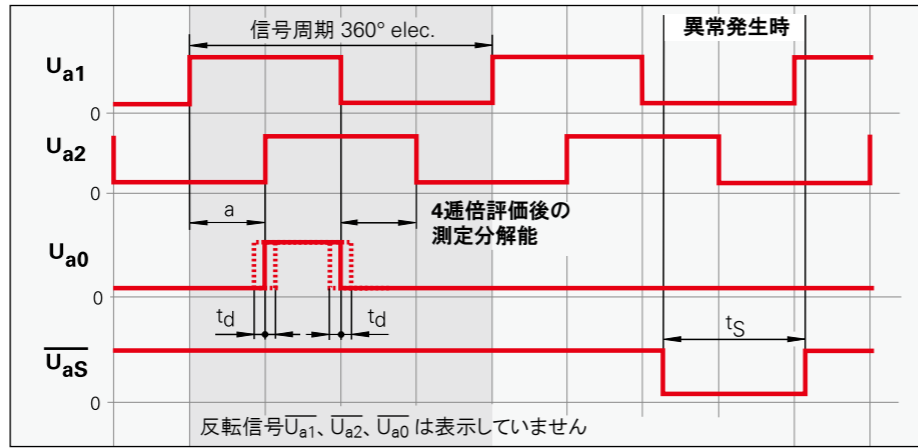 信号周期 360° elec.
異常発生時
Ua1
0
Ua2
0
a
4逓倍評価後の
測定分解能
Ua0
0
td
td
tS
UaS
0
反転信号Ua1、Ua2、Ua0 は表示していません